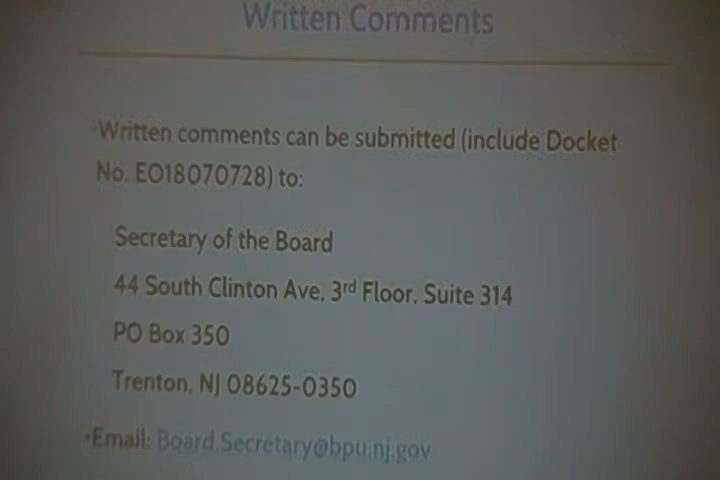 Written Comments
•Written comments can be submitted (include Docket
No. EO18070728) to:
Secretary of the Board
44 South Clinton Ave, 3rd Floor, Suite 314
PO Box 350
Trenton, NJ 08625-0350
•Email: Board.Secretary@bpu.nj.gov